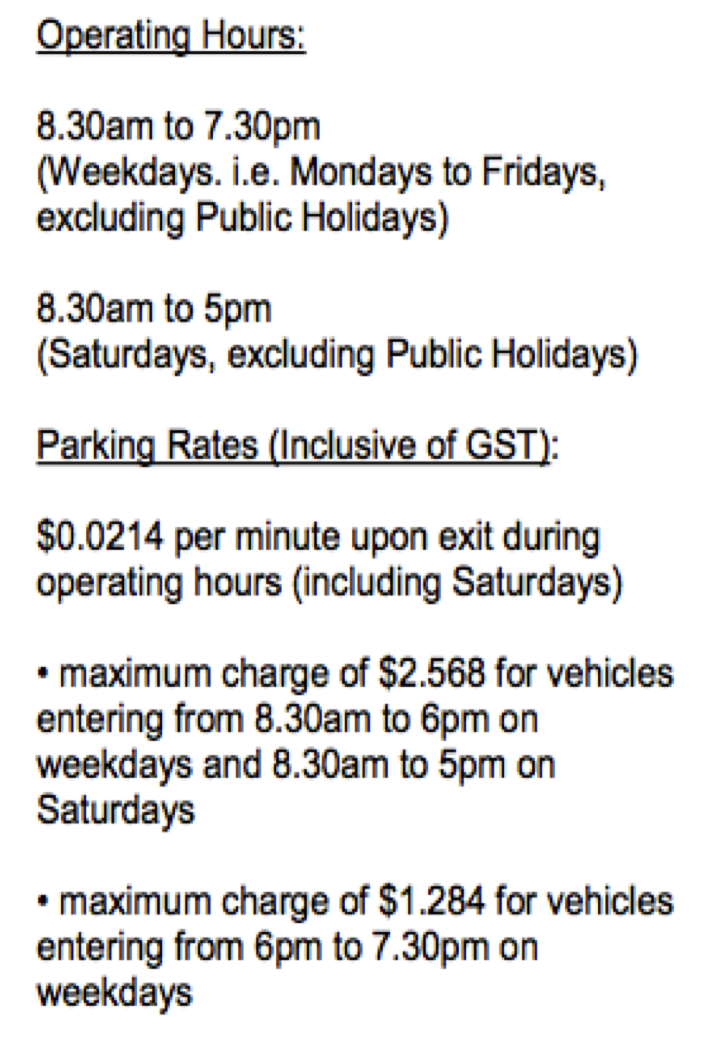 Operating Hours:
8.30am to 7.30pm
(Weekdays. i.e. Mondays to Fridays,
excluding Public Holidays)
8.30am to 5pm
(Saturdays, excluding Public Holidays)
Parking Rates (Inclusive of GST):
$0.0214 per minute upon exit during
operating hours (including Saturdays)
• maximum charge of $2.568 for vehicles
entering from 8.30am to 6pm on
weekdays and 8.30am to 5pm on
Saturdays
• maximum charge of $1.284 for vehicles
entering from 6pm to 7.30pm on
weekdays